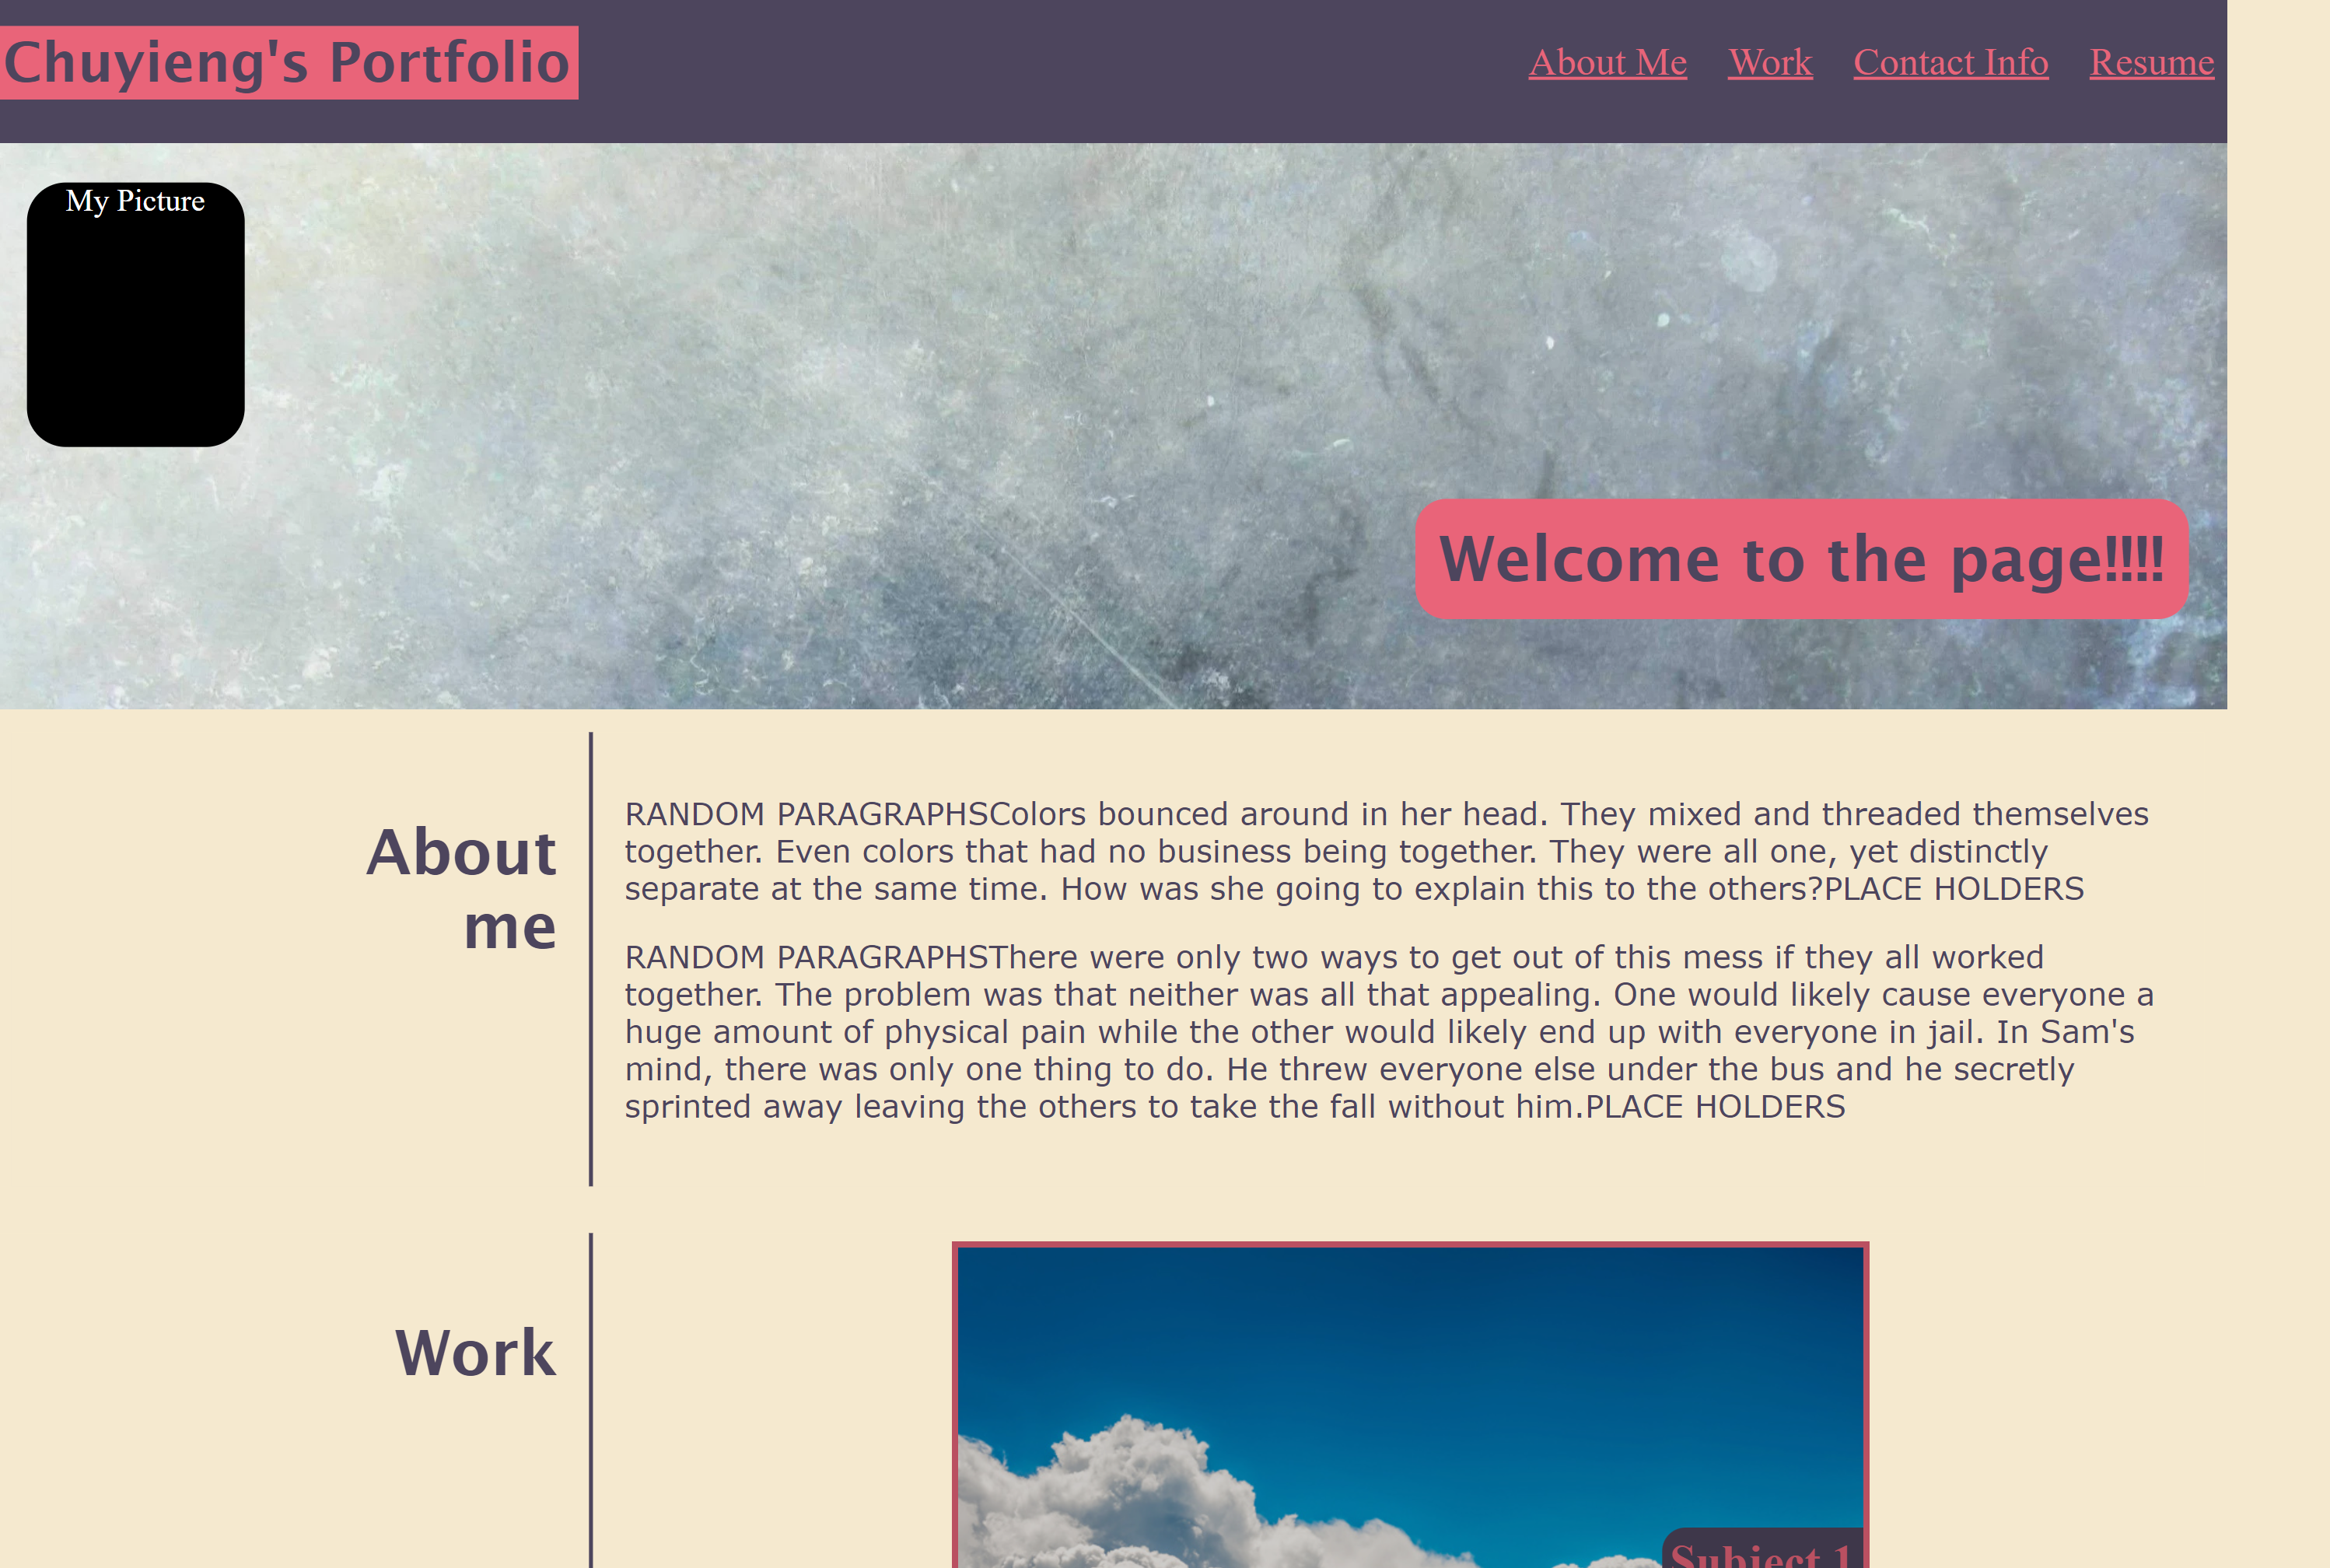 Chuyieng's Portfolio
About Me Work Contact Info Resume
My Picture
Welcome to the page!!!!
About
me
RANDOM PARAGRAPHSColors bounced around in her head. They mixed and threaded themselves
together. Even colors that had no business being together. They were all one, yet distinctly
separate at the same time. How was she going to explain this to the others?PLACE HOLDERS
RANDOM PARAGRAPHSThere were only two ways to get out of this mess if they all worked
together. The problem was that neither was all that appealing. One would likely cause everyone a
huge amount of physical pain while the other would likely end up with everyone in jail. In Sam's
mind, there was only one thing to do. He threw everyone else under the bus and he secretly
sprinted away leaving the others to take the fall without him.PLACE HOLDERS
Work
Subject 1